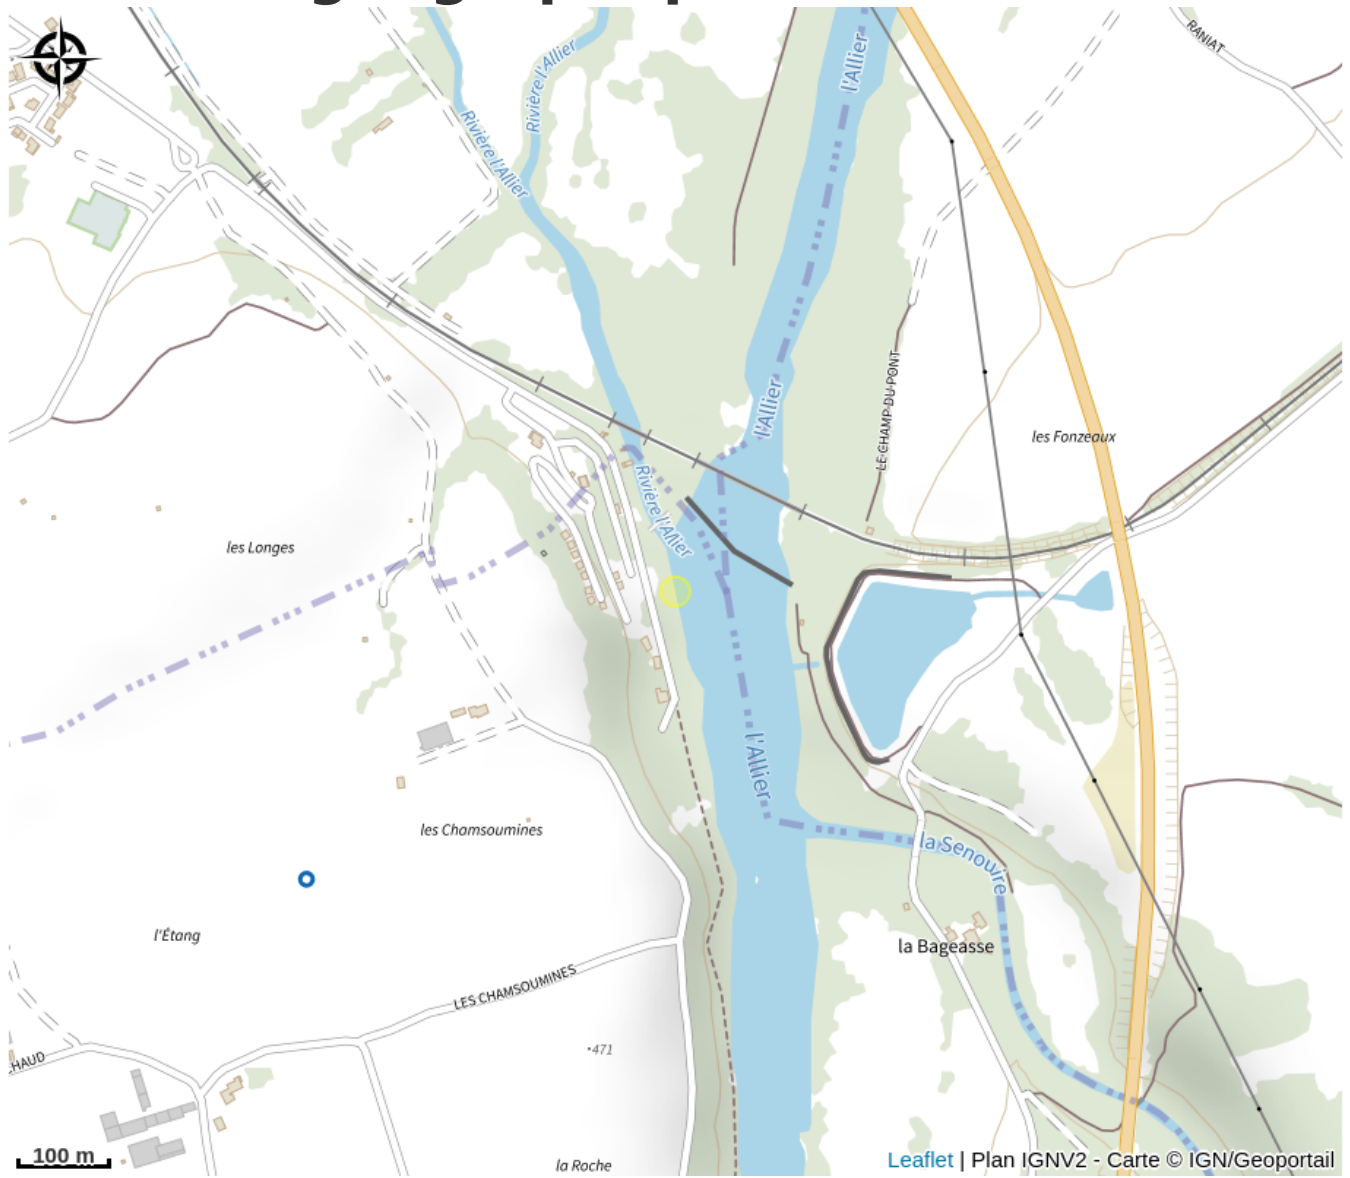 RANIAT
l'Allier
Rivière l'Allier
Rivière l'Allier
l'Allier
LE CHAMP DU PONT
les Fonzeaux
Rivière l'Allier
les Longes
l'Allier
les Chamsoumines
la Senouire
l'Étang
la Bageasse
LES CHAMSOUMINES
471
HAUD
100 m
la Roche
Leaflet | Plan IGNV2 - Carte © IGN/Geoportail